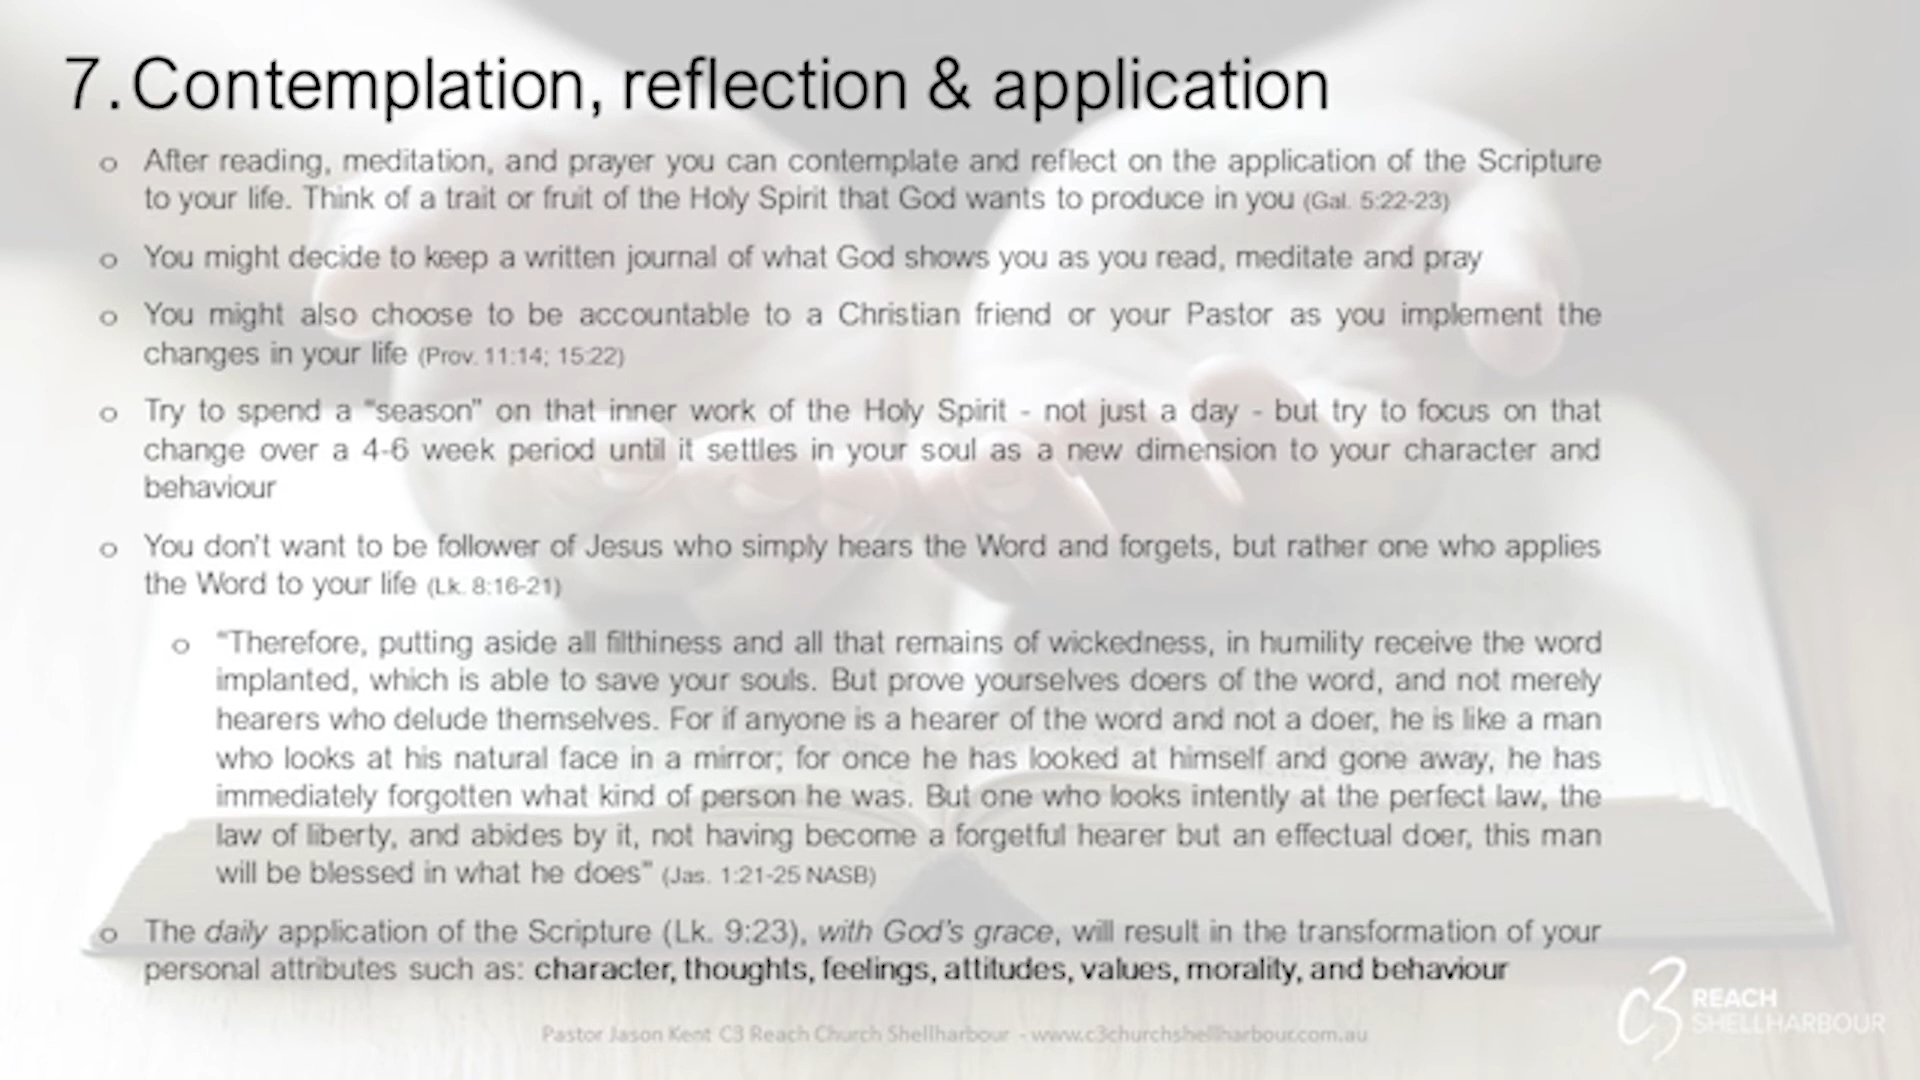 7. Contemplation, reflection & application
o After reading, meditation, and prayer you can contemplate and reflect on the application of the Scripture
to your life. Think of a trait or fruit of the Holy Spirit that God wants to produce in you (Gal. 5:22-23)
o You might decide to keep a written journal of what God shows you as you read, meditate and pray
o You might also choose to be accountable to a Christian friend or your Pastor as you implement the
changes in your life (Prov. 11:14; 15:22)
o Try to spend a "season" on that inner work of the Holy Spirit - not just a day - but try to focus on that
change over a 4-6 week period until it settles in your soul as a new dimension to your character and
behaviour
o You don't want to be follower of Jesus who simply hears the Word and forgets, but rather one who applies
the Word to your life (Lk. 8:16-21)
o "Therefore, putting aside all filthiness and all that remains of wickedness, in humility receive the word
implanted, which is able to save your souls. But prove yourselves doers of the word, and not merely
hearers who delude themselves. For if anyone is a hearer of the word and not a doer, he is like a man
who looks at his natural face in a mirror; for once he has looked at himself and gone away, he has
immediately forgotten what kind of person he was. But one who looks intently at the perfect law, the
law of liberty, and abides by it, not having become a forgetful hearer but an effectual doer, this man
will be blessed in what he does" (Jas. 1:21-25 NASB)
o The daily application of the Scripture (Lk. 9:23), with God's grace, will result in the transformation of your
personal attributes such as: character, thoughts, feelings, attitudes, values, morality, and behaviour
Pastor Jason Kent C3 Reach Church Shellharbour - www.c3churchshellharbour.com.au
C3 REACH
SHELLHARBOUR